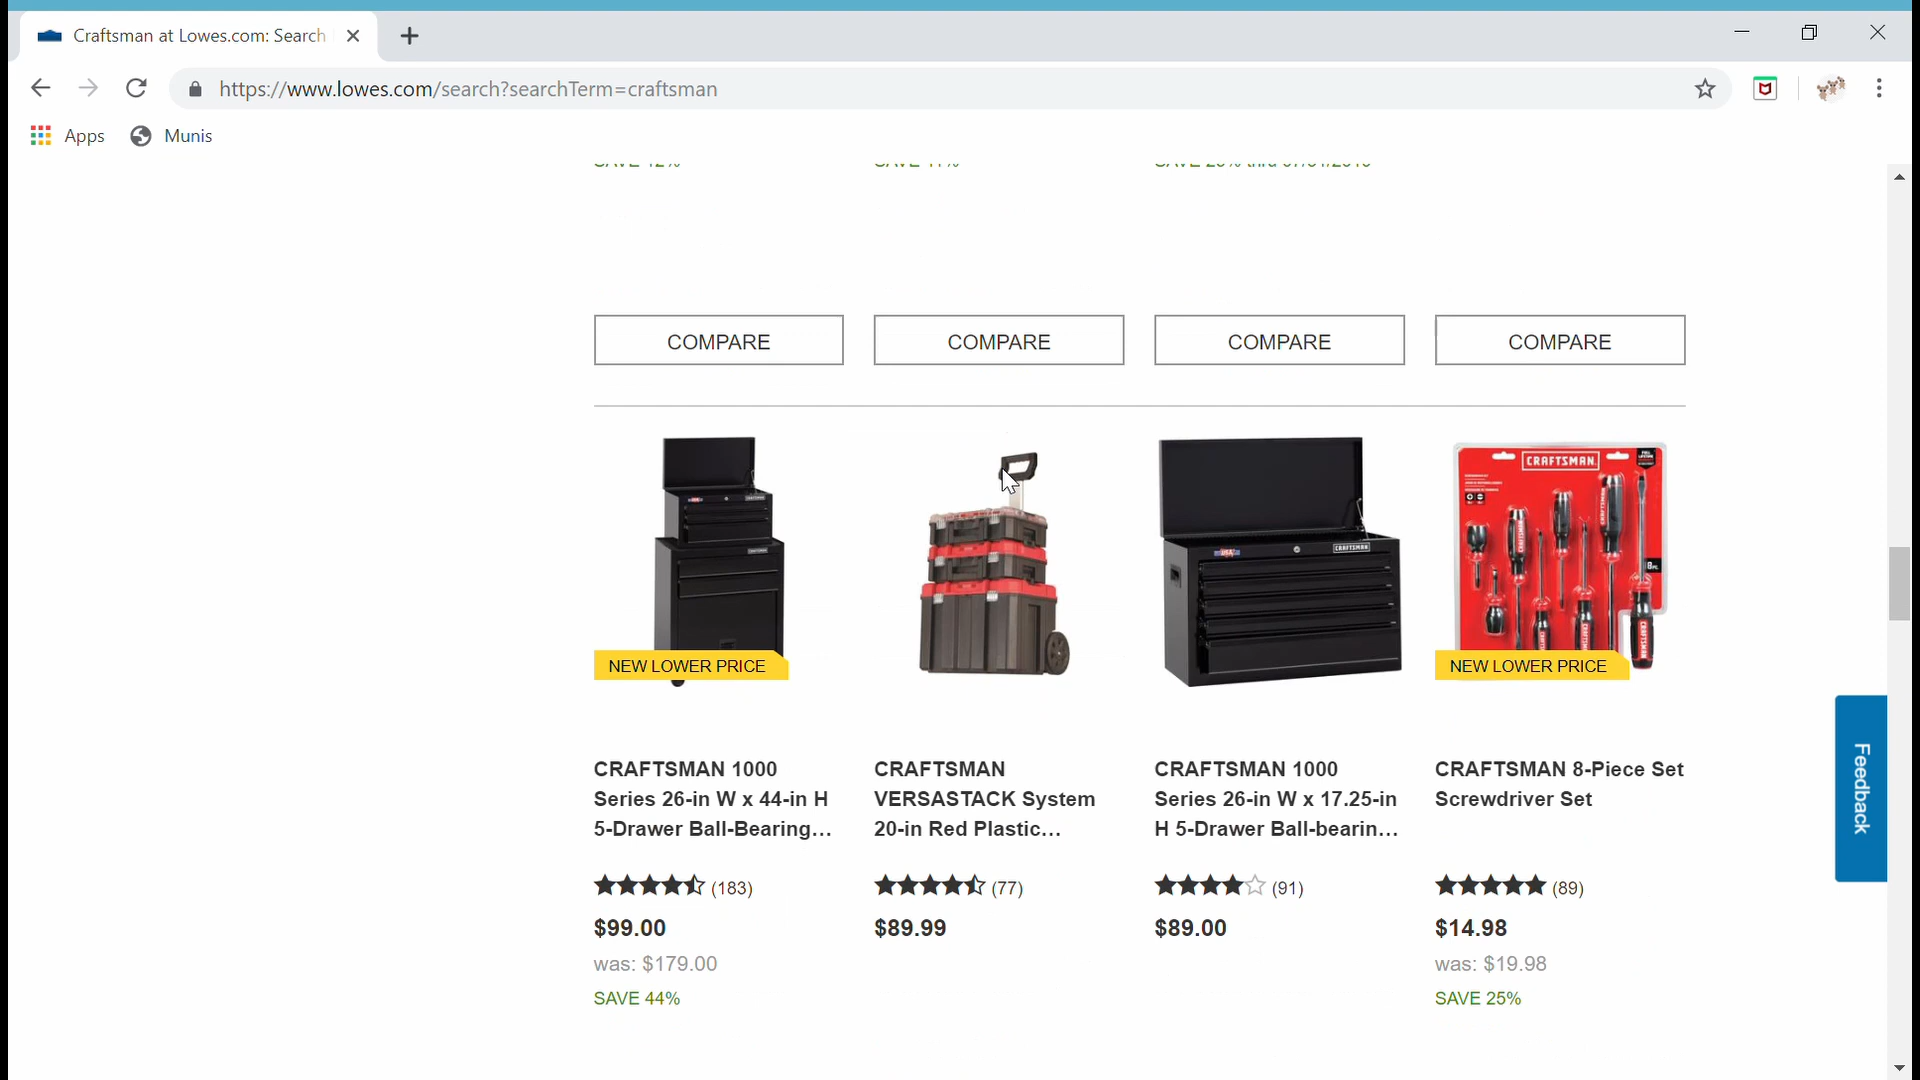 Craftsman at Lowes.com: Search
https://www.lowes.com/search?searchTerm=craftsman
Apps Munis
COMPARE COMPARE COMPARE COMPARE
CRAFTSMAN
NEW LOWER PRICE NEW LOWER PRICE
CRAFTSMAN 1000
Series 26-in W x 44-in H
5-Drawer Ball-Bearing...
CRAFTSMAN
VERSASTACK System
20-in Red Plastic...
CRAFTSMAN 1000
Series 26-in W x 17.25-in
H 5-Drawer Ball-bearin...
CRAFTSMAN 8-Piece Set
Screwdriver Set
(183) (77) (91) (89)
$99.00 $89.99 $89.00 $14.98
was: $179.00 was: $19.98
SAVE 44% SAVE 25%
Feedback